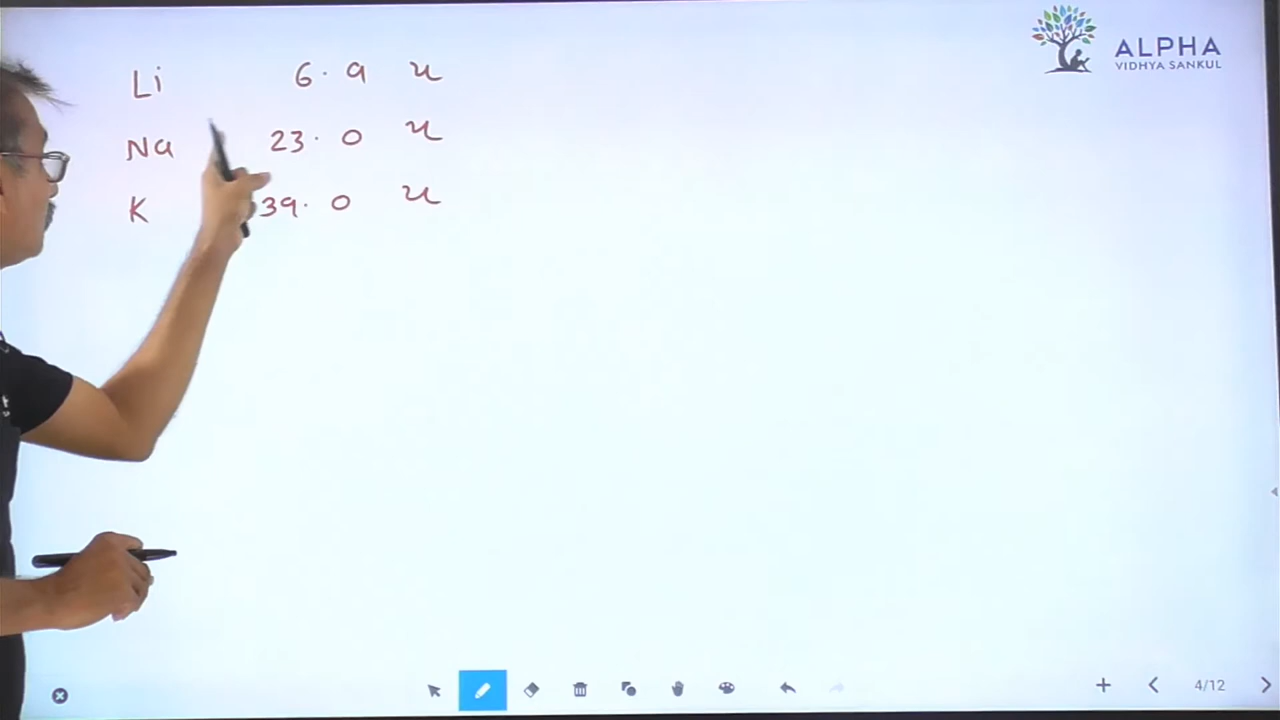 ALPHA
VIDHYA SANKUL
Li 6.9 u
Na 23.0 u
K 39.0 u
4/12